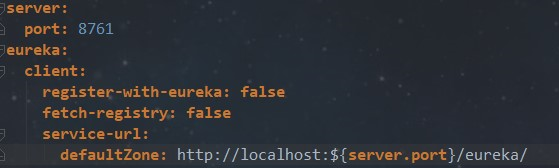 server:
  port: 8761
eureka:
  client:
    register-with-eureka: false
    fetch-registry: false
    service-url:
      defaultZone: http://localhost:${server.port}/eureka/